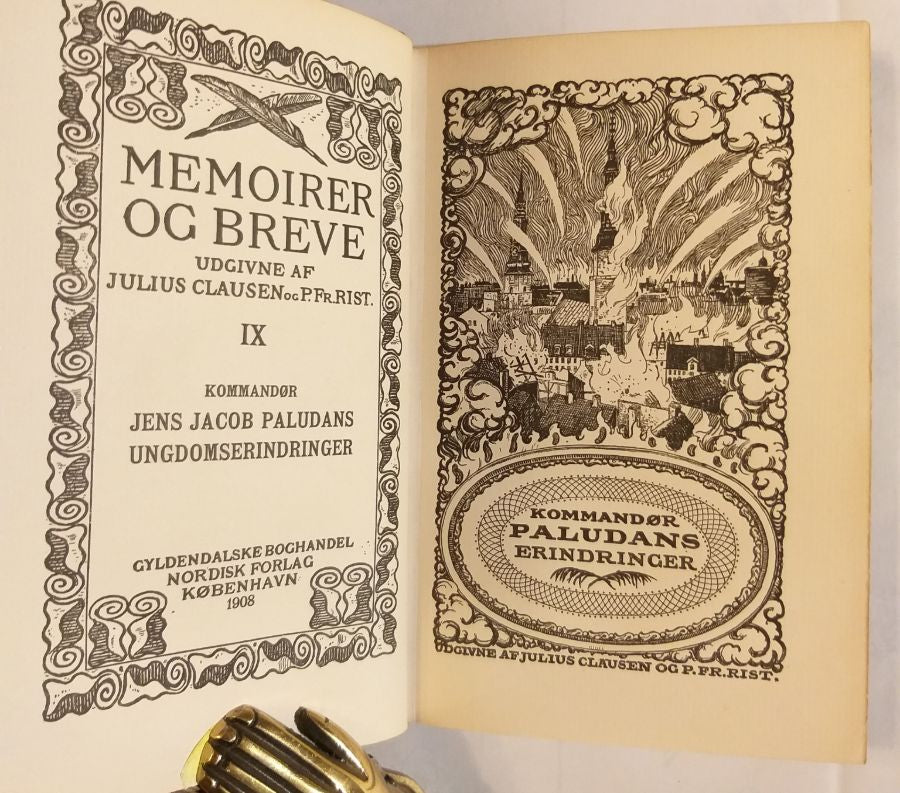 MEMOIRER
OG BREVE
UDGIVNE AF
JULIUS CLAUSEN OG P. FR. RIST.
IX
KOMMANDØR
JENS JACOB PALUDANS
UNGDOMSERINDRINGER
GYLDENDALSKE BOGHANDEL
NORDISK FORLAG
KØBENHAVN
1908
KOMMANDØR
PALUDANS
ERINDRINGER
UDGIVNE AF JULIUS CLAUSEN OG P. FR. RIST.